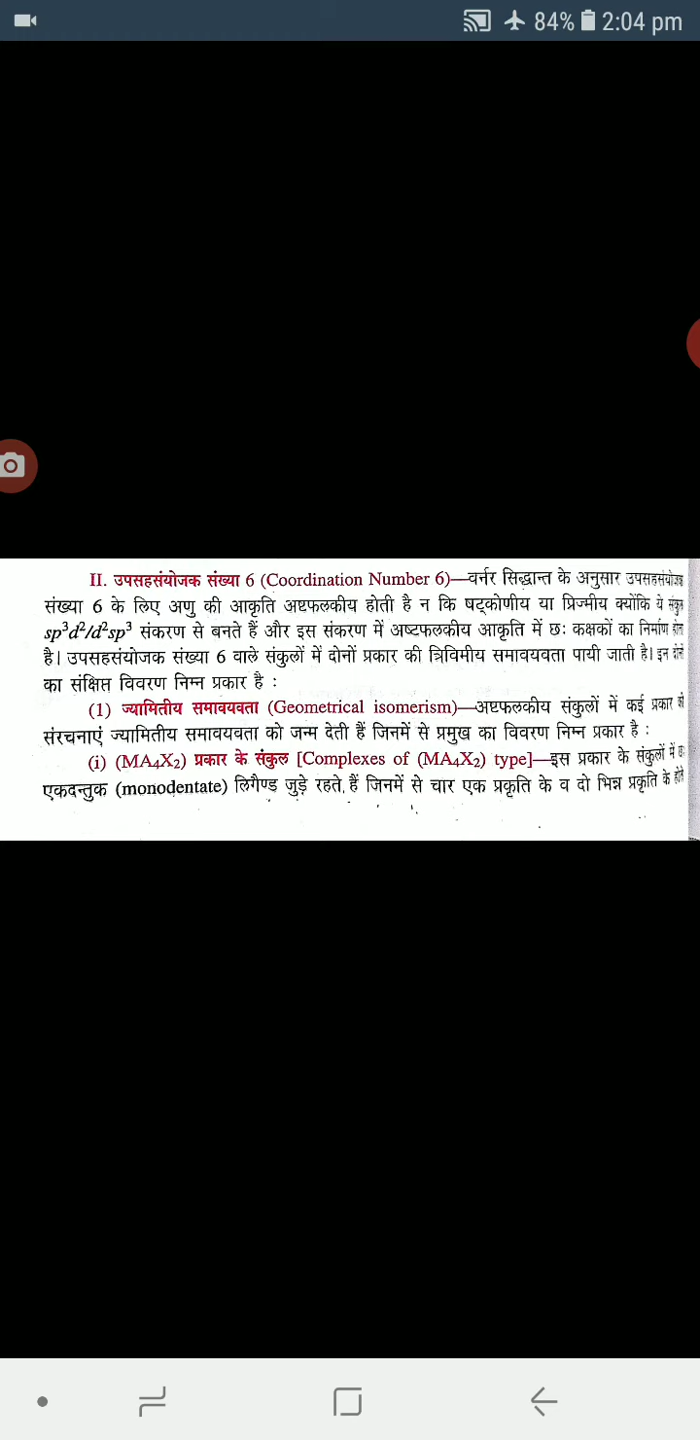 84% 2:04 pm
II. उपसहसंयोजक संख्या 6 (Coordination Number 6)—वर्नर सिद्धान्त के अनुसार उपसहसंयोजक
संख्या 6 के लिए अणु की आकृति अष्टफलकीय होती है न कि षट्कोणीय या प्रिज्मीय क्योंकि ये संकुल
sp³d²/d²sp³ संकरण से बनते हैं और इस संकरण में अष्टफलकीय आकृति में छः कक्षकों का निर्माण होता
है। उपसहसंयोजक संख्या 6 वाले संकुलों में दोनों प्रकार की त्रिविमीय समावयवता पायी जाती है। इन दोनों
का संक्षिप्त विवरण निम्न प्रकार है :
(1) ज्यामितीय समावयवता (Geometrical isomerism)—अष्टफलकीय संकुलों में कई प्रकार की
संरचनाएं ज्यामितीय समावयवता को जन्म देती हैं जिनमें से प्रमुख का विवरण निम्न प्रकार है :
(i) (MA₄X₂) प्रकार के संकुल [Complexes of (MA₄X₂) type]—इस प्रकार के संकुलों में
एकदन्तुक (monodentate) लिगैण्ड जुड़े रहते हैं जिनमें से चार एक प्रकृति के व दो भिन्न प्रकृति के होते